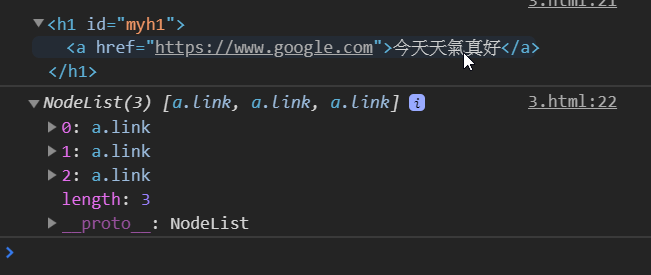 3.html:21
<h1 id="myh1">
<a href="https://www.google.com">今天天氣真好</a>
</h1>
NodeList(3) [a.link, a.link, a.link] i 3.html:22
0: a.link
1: a.link
2: a.link
length: 3
__proto__: NodeList